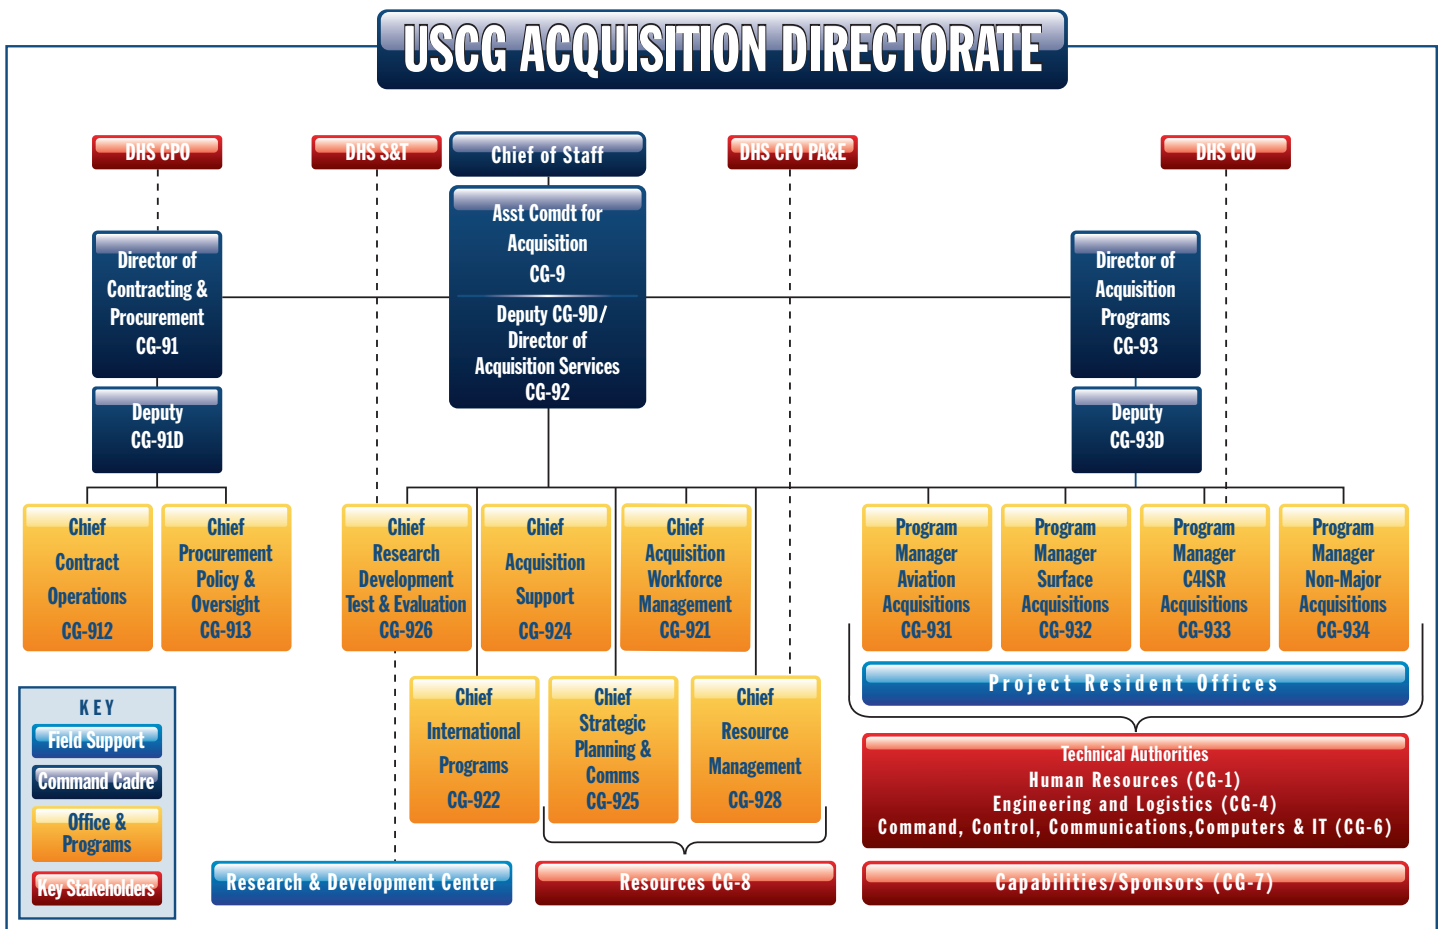 USCG ACQUISITION DIRECTORATE
DHS CPO
DHS S&T
Chief of Staff
DHS CFO PA&E
DHS CIO
Asst Comdt for
Acquisition
CG-9
Deputy CG-9D/
Director of
Acquisition Services
CG-92
Director of
Contracting &
Procurement
CG-91
Deputy
CG-91D
Director of
Acquisition
Programs
CG-93
Deputy
CG-93D
Chief
Contract
Operations
CG-912
Chief
Procurement
Policy &
Oversight
CG-913
Chief
Research
Development
Test & Evaluation
CG-926
Chief
Acquisition
Support
CG-924
Chief
Acquisition
Workforce
Management
CG-921
Program
Manager
Aviation
Acquisitions
CG-931
Program
Manager
Surface
Acquisitions
CG-932
Program
Manager
C4ISR
Acquisitions
CG-933
Program
Manager
Non-Major
Acquisitions
CG-934
Chief
International
Programs
CG-922
Chief
Strategic
Planning &
Comms
CG-925
Chief
Resource
Management
CG-928
Project Resident Offices
Technical Authorities
Human Resources (CG-1)
Engineering and Logistics (CG-4)
Command, Control, Communications,Computers & IT (CG-6)
KEY
Field Support
Command Cadre
Office &
Programs
Key Stakeholders
Research & Development Center
Resources CG-8
Capabilities/Sponsors (CG-7)